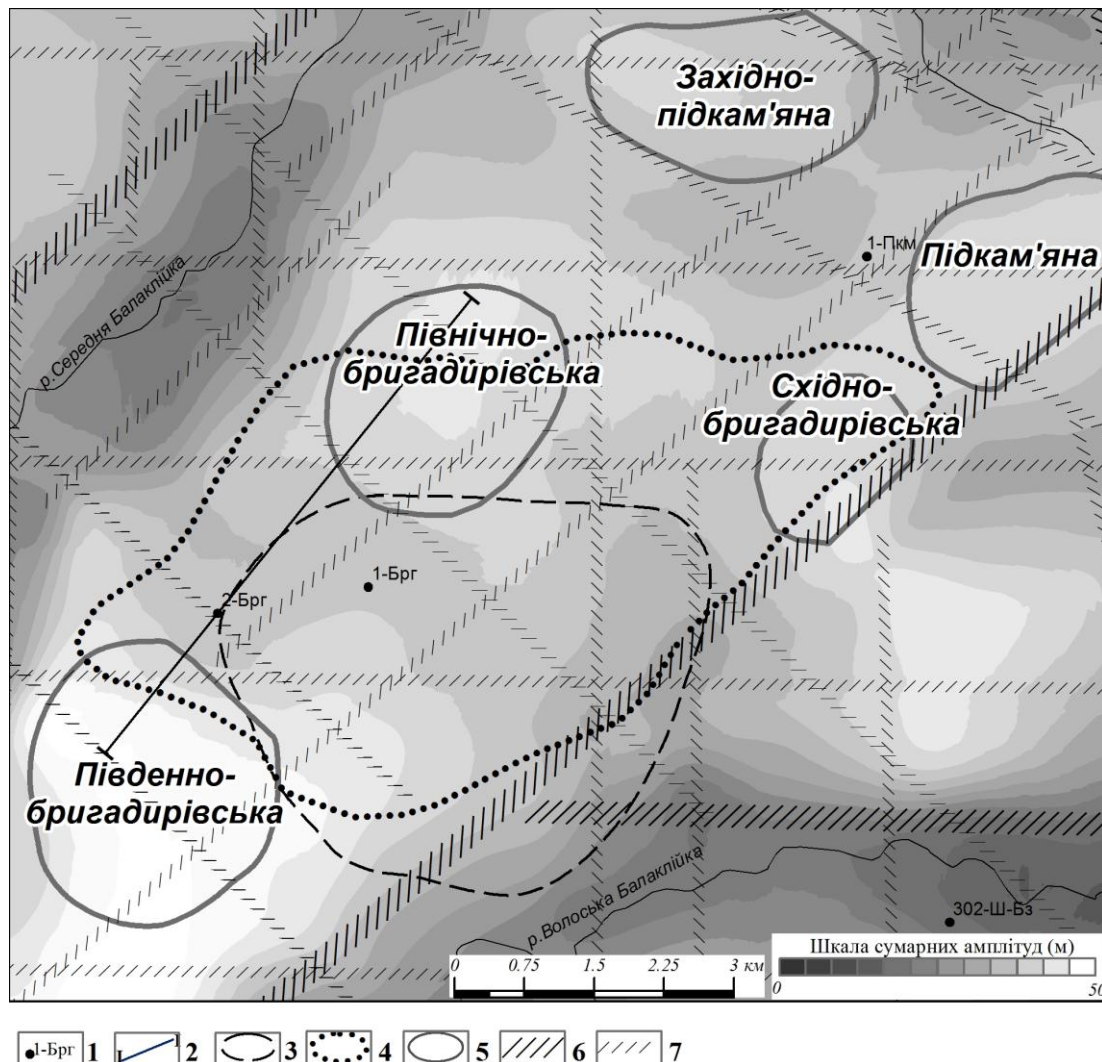 Західно-
підкам'яна
1-Пкм
Підкам'яна
р.Середня Балаклійка
Північно-
бригадирівська
Східно-
бригадирівська
1-Брг
2-Брг
Південно-
бригадирівська
р.Волоська Балаклійка
302-Ш-Бз
0 0.75 1.5 2.25 3 км
Шкала сумарних амплітуд (м)
0 50
1-Брг 1 I I 2 3 4 5 6 7